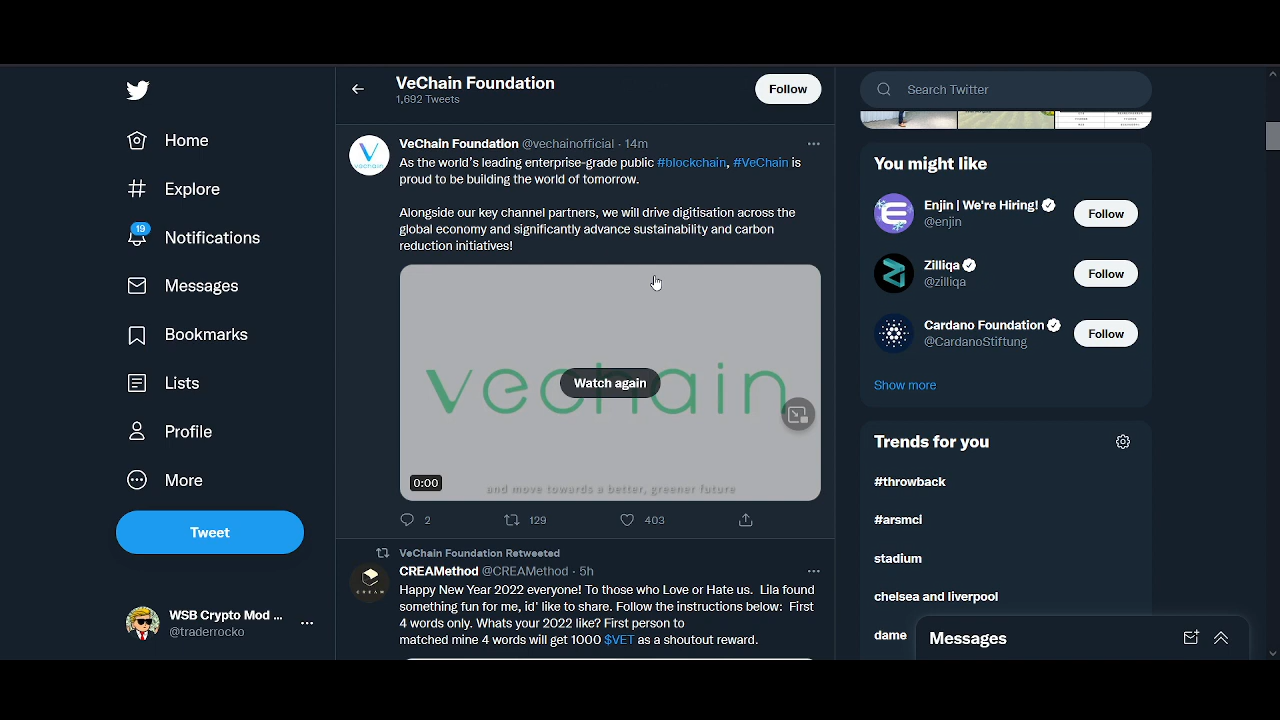 Home
Explore
19
Notifications
Messages
Bookmarks
Lists
Profile
More
Tweet
WSB Crypto Mod ...
@traderrocko
VeChain Foundation
1,692 Tweets
Follow
VeChain Foundation @vechainofficial · 14m
As the world's leading enterprise-grade public #blockchain, #VeChain is
proud to be building the world of tomorrow.
Alongside our key channel partners, we will drive digitisation across the
global economy and significantly advance sustainability and carbon
reduction initiatives!
vechain
Watch again
0:00
and move towards a better, greener future
2
129
403
VeChain Foundation Retweeted
CREAMethod @CREAMethod · 5h
Happy New Year 2022 everyone! To those who Love or Hate us. Lila found
something fun for me, id' like to share. Follow the instructions below: First
4 words only. Whats your 2022 like? First person to
matched mine 4 words will get 1000 $VET as a shoutout reward.
Search Twitter
You might like
Enjin | We're Hiring!
@enjin
Follow
Zilliqa
@zilliqa
Follow
Cardano Foundation
@CardanoStiftung
Follow
Show more
Trends for you
#throwback
#arsmci
stadium
chelsea and liverpool
dame
Messages